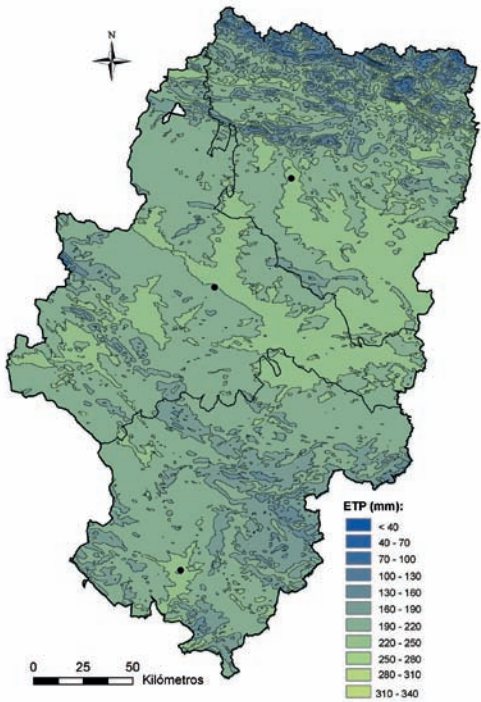 N
ETP (mm):
< 40
40 - 70
70 - 100
100 - 130
130 - 160
160 - 190
190 - 220
220 - 250
250 - 280
280 - 310
310 - 340
0 25 50
Kilómetros